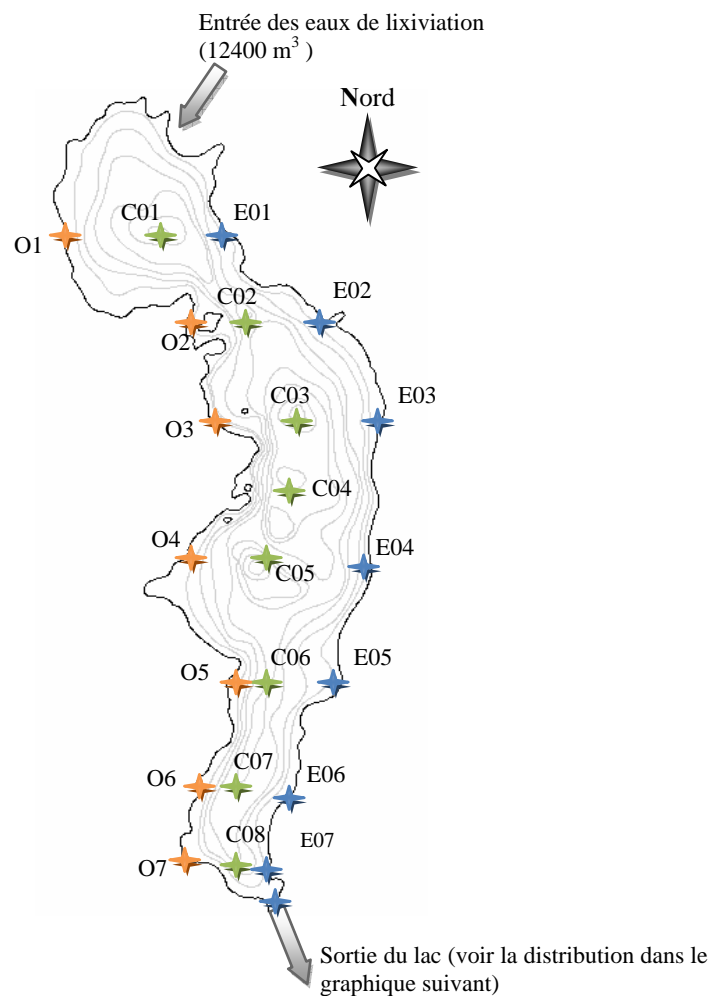 Entrée des eaux de lixiviation
(12400 m³ )
Nord
C01
E01
O1
C02
E02
O2
C03
E03
O3
C04
O4
E04
C05
C06
E05
O5
C07
O6
E06
C08
E07
O7
Sortie du lac (voir la distribution dans le
graphique suivant)